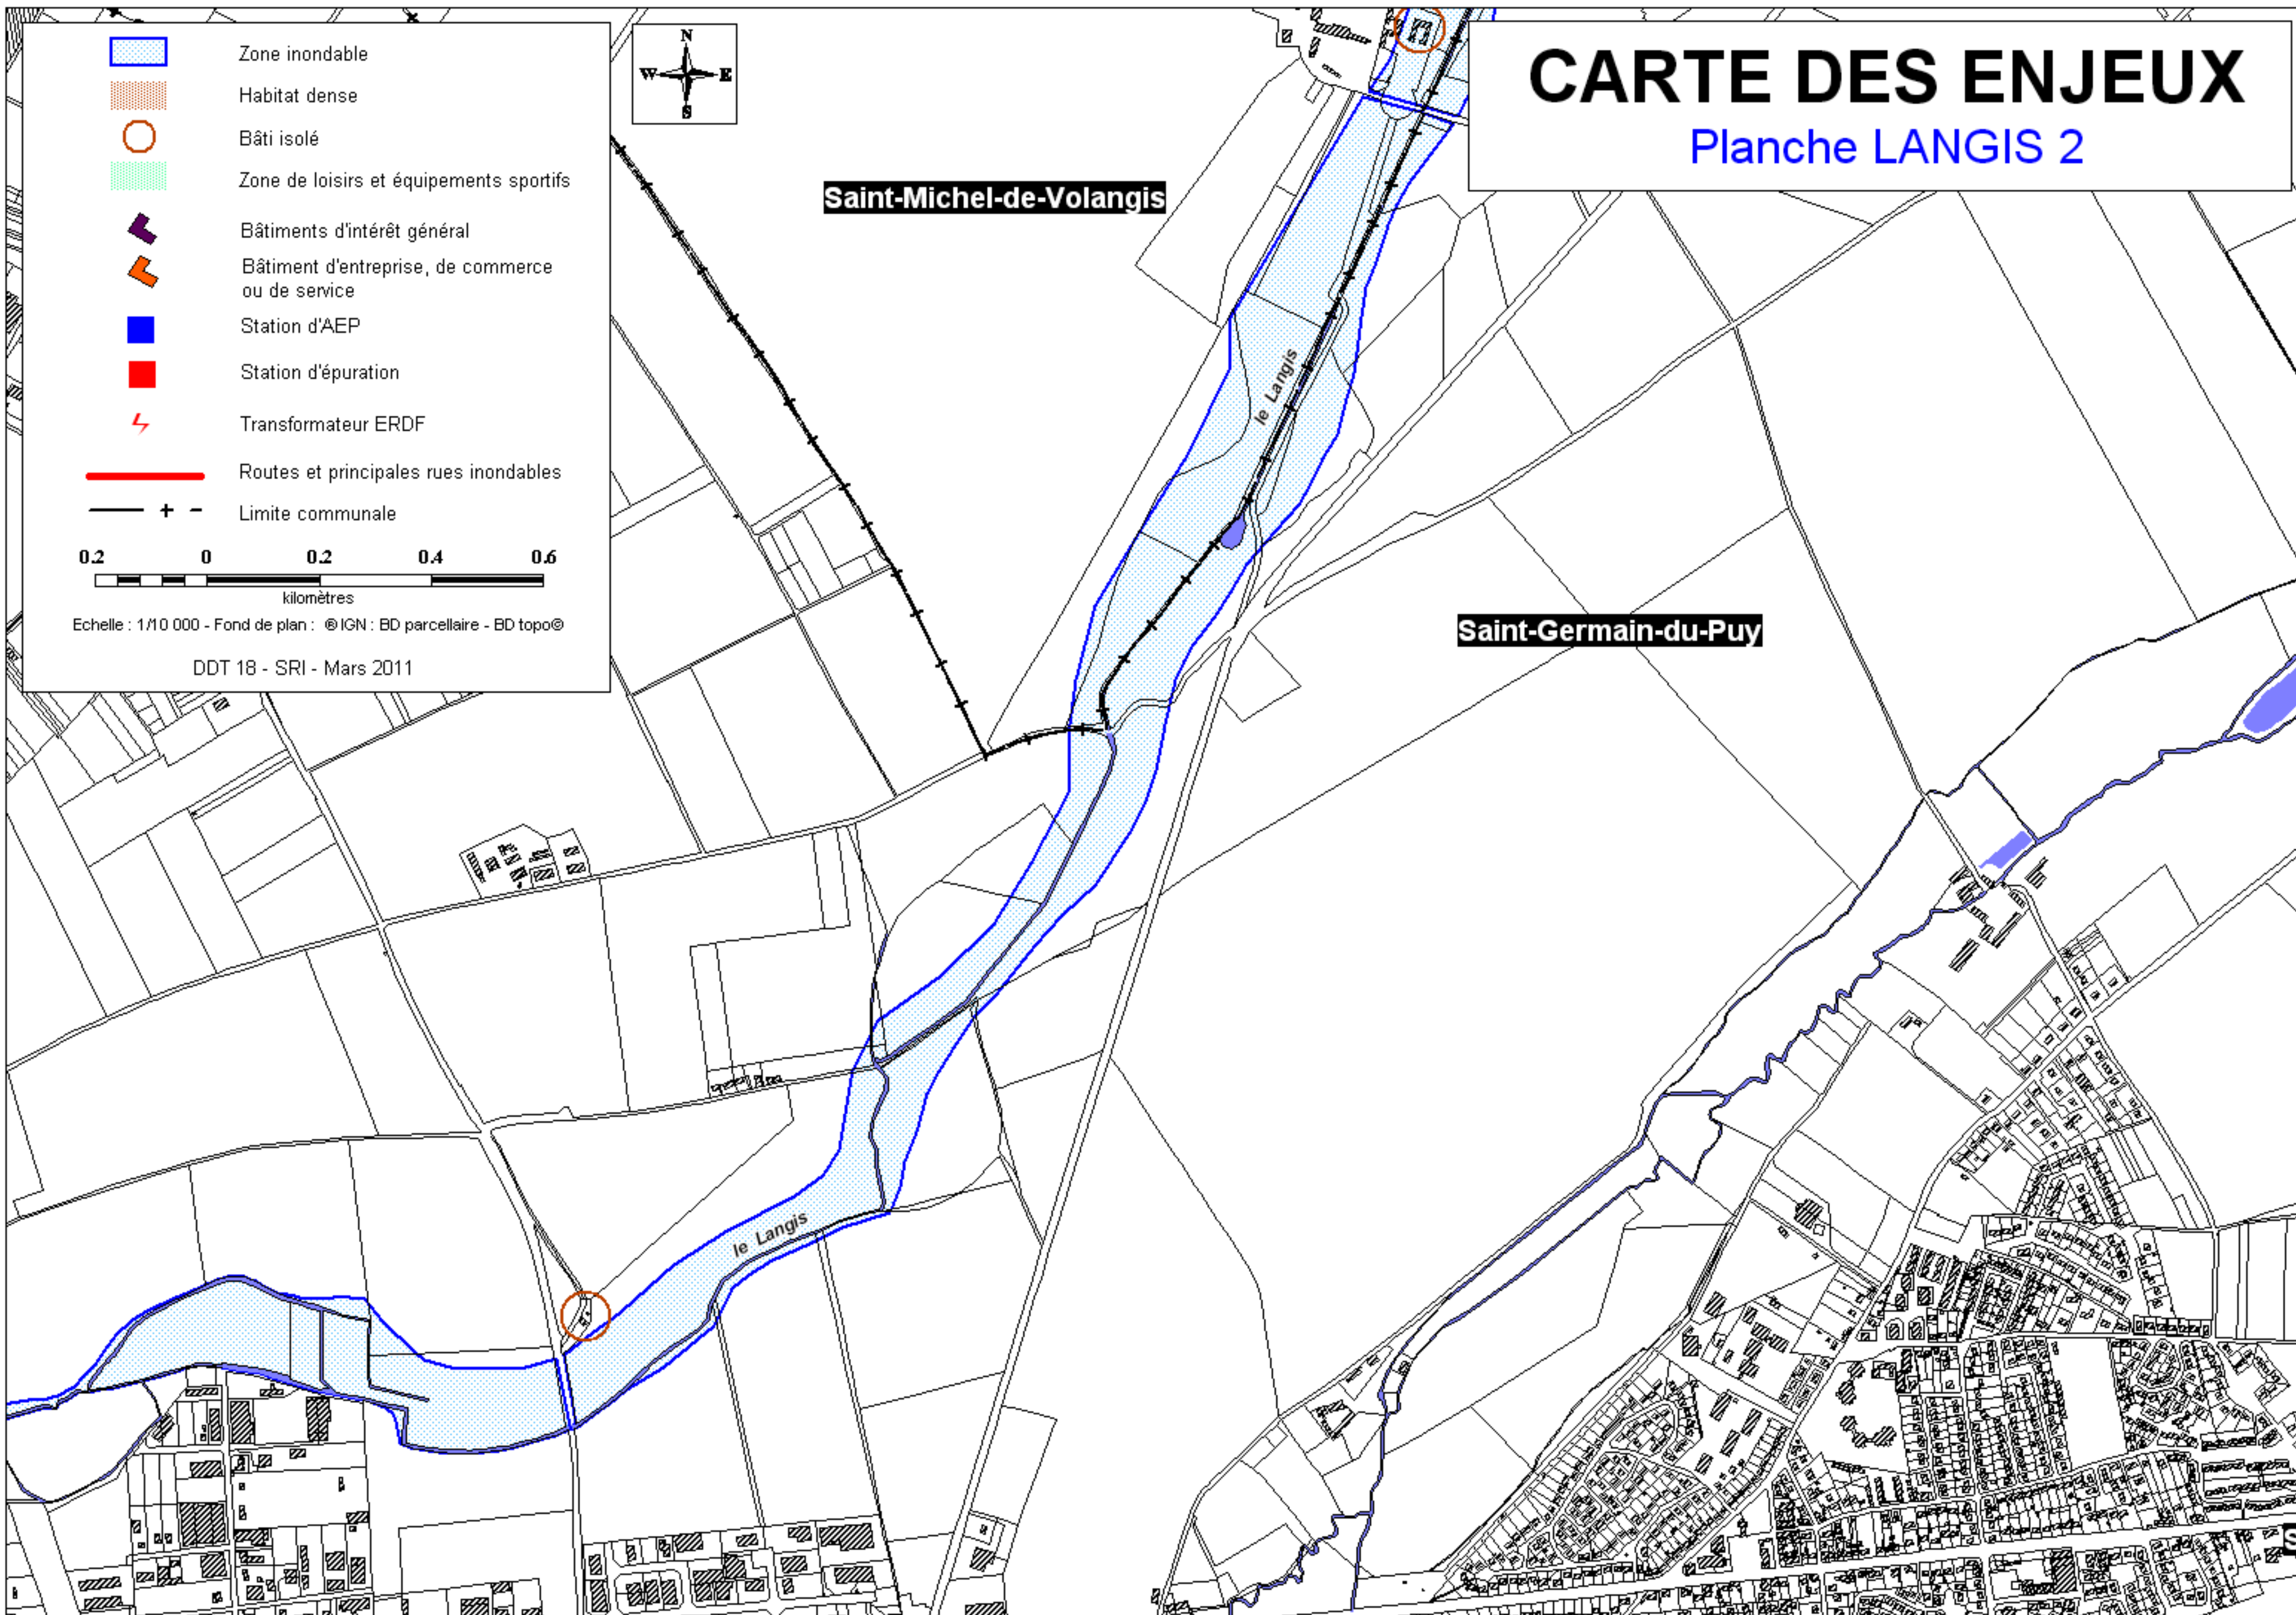 CARTE DES ENJEUX
Planche LANGIS 2
Zone inondable
Habitat dense
Bâti isolé
Zone de loisirs et équipements sportifs
Bâtiments d'intérêt général
Bâtiment d'entreprise, de commerce
ou de service
Station d'AEP
Station d'épuration
Transformateur ERDF
Routes et principales rues inondables
Limite communale
0.2 0 0.2 0.4 0.6
kilomètres
Echelle : 1/10 000 - Fond de plan : ®IGN : BD parcellaire - BD topo©
DDT 18 - SRI - Mars 2011
N
W E
S
Saint-Michel-de-Volangis
le Langis
Saint-Germain-du-Puy
le Langis
S